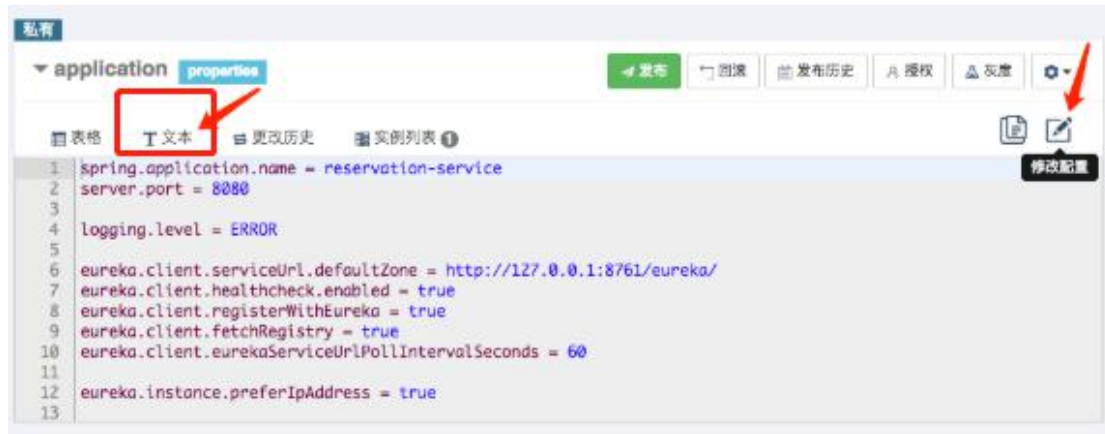 私有
application properties 发布 回滚 发布历史 授权 灰度
表格 文本 更改历史 实例列表 1
修改配置
1 spring.application.name = reservation-service
2 server.port = 8080
3
4 logging.level = ERROR
5
6 eureka.client.serviceUrl.defaultZone = http://127.0.0.1:8761/eureka/
7 eureka.client.healthcheck.enabled = true
8 eureka.client.registerWithEureka = true
9 eureka.client.fetchRegistry = true
10 eureka.client.eurekaServiceUrlPollIntervalSeconds = 60
11
12 eureka.instance.preferIpAddress = true
13